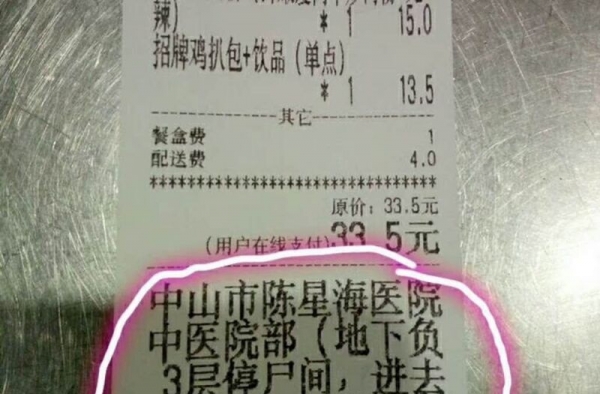 辣)
* 1 15.0
招牌鸡扒包+饮品（单点）
* 1 13.5
其它
餐盒费 1
配送费 4.0
********************************
原价：33.5元
(用户在线支付)33.5元
中山市陈星海医院
中医院部（地下负
3层停尸间，进去